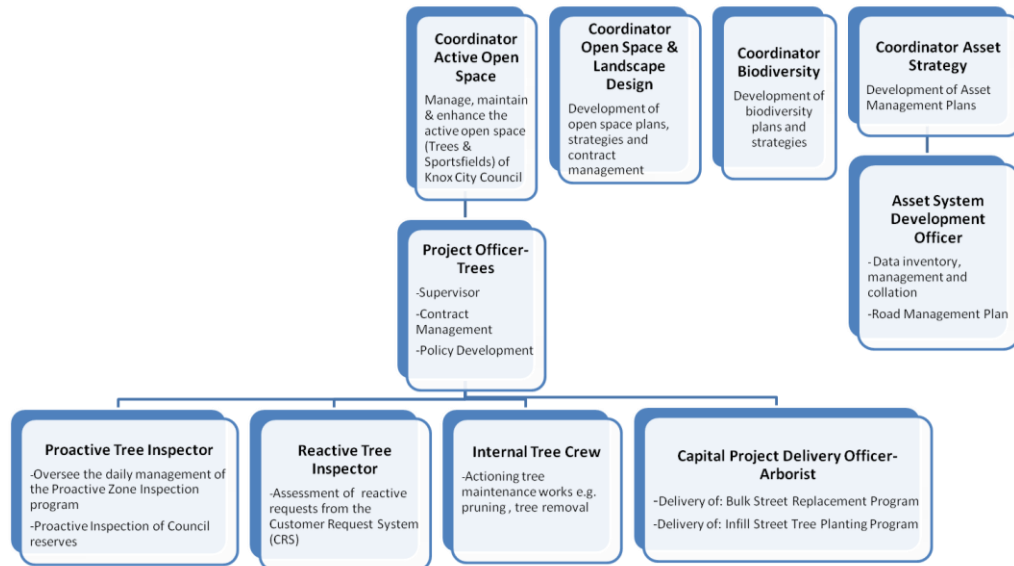 Coordinator
Active Open
Space
Manage, maintain
& enhance the
active open space
(Trees &
Sportsfields) of
Knox City Council
Coordinator
Open Space &
Landscape
Design
Development of
open space plans,
strategies and
contract
management
Coordinator
Biodiversity
Development of
biodiversity
plans and
strategies
Coordinator Asset
Strategy
Development of Asset
Management Plans
Asset System
Development
Officer
-Data inventory,
management and
collation
-Road Management Plan
Project Officer-
Trees
-Supervisor
-Contract
Management
-Policy Development
Proactive Tree Inspector
-Oversee the daily management of
the Proactive Zone Inspection
program
-Proactive Inspection of Council
reserves
Reactive Tree
Inspector
-Assessment of reactive
requests from the
Customer Request System
(CRS)
Internal Tree Crew
-Actioning tree
maintenance works e.g.
pruning , tree removal
Capital Project Delivery Officer-
Arborist
-Delivery of: Bulk Street Replacement Program
-Delivery of: Infill Street Tree Planting Program